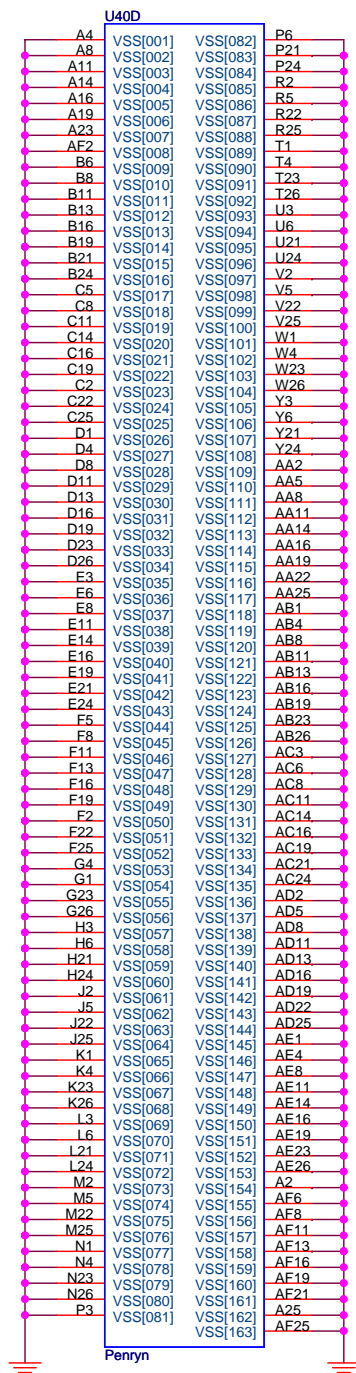 U40D
A4 VSS[001] VSS[082] P6
A8 VSS[002] VSS[083] P21
A11 VSS[003] VSS[084] P24
A14 VSS[004] VSS[085] R2
A16 VSS[005] VSS[086] R5
A19 VSS[006] VSS[087] R22
A23 VSS[007] VSS[088] R25
AF2 VSS[008] VSS[089] T1
B6 VSS[009] VSS[090] T4
B8 VSS[010] VSS[091] T23
B11 VSS[011] VSS[092] T26
B13 VSS[012] VSS[093] U3
B16 VSS[013] VSS[094] U6
B19 VSS[014] VSS[095] U21
B21 VSS[015] VSS[096] U24
B24 VSS[016] VSS[097] V2
C5 VSS[017] VSS[098] V5
C8 VSS[018] VSS[099] V22
C11 VSS[019] VSS[100] V25
C14 VSS[020] VSS[101] W1
C16 VSS[021] VSS[102] W4
C19 VSS[022] VSS[103] W23
C2 VSS[023] VSS[104] W26
C22 VSS[024] VSS[105] Y3
C25 VSS[025] VSS[106] Y6
D1 VSS[026] VSS[107] Y21
D4 VSS[027] VSS[108] Y24
D8 VSS[028] VSS[109] AA2
D11 VSS[029] VSS[110] AA5
D13 VSS[030] VSS[111] AA8
D16 VSS[031] VSS[112] AA11
D19 VSS[032] VSS[113] AA14
D23 VSS[033] VSS[114] AA16
D26 VSS[034] VSS[115] AA19
E3 VSS[035] VSS[116] AA22
E6 VSS[036] VSS[117] AA25
E8 VSS[037] VSS[118] AB1
E11 VSS[038] VSS[119] AB4
E14 VSS[039] VSS[120] AB8
E16 VSS[040] VSS[121] AB11
E19 VSS[041] VSS[122] AB13
E21 VSS[042] VSS[123] AB16
E24 VSS[043] VSS[124] AB19
F5 VSS[044] VSS[125] AB23
F8 VSS[045] VSS[126] AB26
F11 VSS[046] VSS[127] AC3
F13 VSS[047] VSS[128] AC6
F16 VSS[048] VSS[129] AC8
F19 VSS[049] VSS[130] AC11
F2 VSS[050] VSS[131] AC14
F22 VSS[051] VSS[132] AC16
F25 VSS[052] VSS[133] AC19
G4 VSS[053] VSS[134] AC21
G1 VSS[054] VSS[135] AC24
G23 VSS[055] VSS[136] AD2
G26 VSS[056] VSS[137] AD5
H3 VSS[057] VSS[138] AD8
H6 VSS[058] VSS[139] AD11
H21 VSS[059] VSS[140] AD13
H24 VSS[060] VSS[141] AD16
J2 VSS[061] VSS[142] AD19
J5 VSS[062] VSS[143] AD22
J22 VSS[063] VSS[144] AD25
J25 VSS[064] VSS[145] AE1
K1 VSS[065] VSS[146] AE4
K4 VSS[066] VSS[147] AE8
K23 VSS[067] VSS[148] AE11
K26 VSS[068] VSS[149] AE14
L3 VSS[069] VSS[150] AE16
L6 VSS[070] VSS[151] AE19
L21 VSS[071] VSS[152] AE23
L24 VSS[072] VSS[153] AE26
M2 VSS[073] VSS[154] A2
M5 VSS[074] VSS[155] AF6
M22 VSS[075] VSS[156] AF8
M25 VSS[076] VSS[157] AF11
N1 VSS[077] VSS[158] AF13
N4 VSS[078] VSS[159] AF16
N23 VSS[079] VSS[160] AF19
N26 VSS[080] VSS[161] AF21
P3 VSS[081] VSS[162] A25
VSS[163] AF25
Penryn